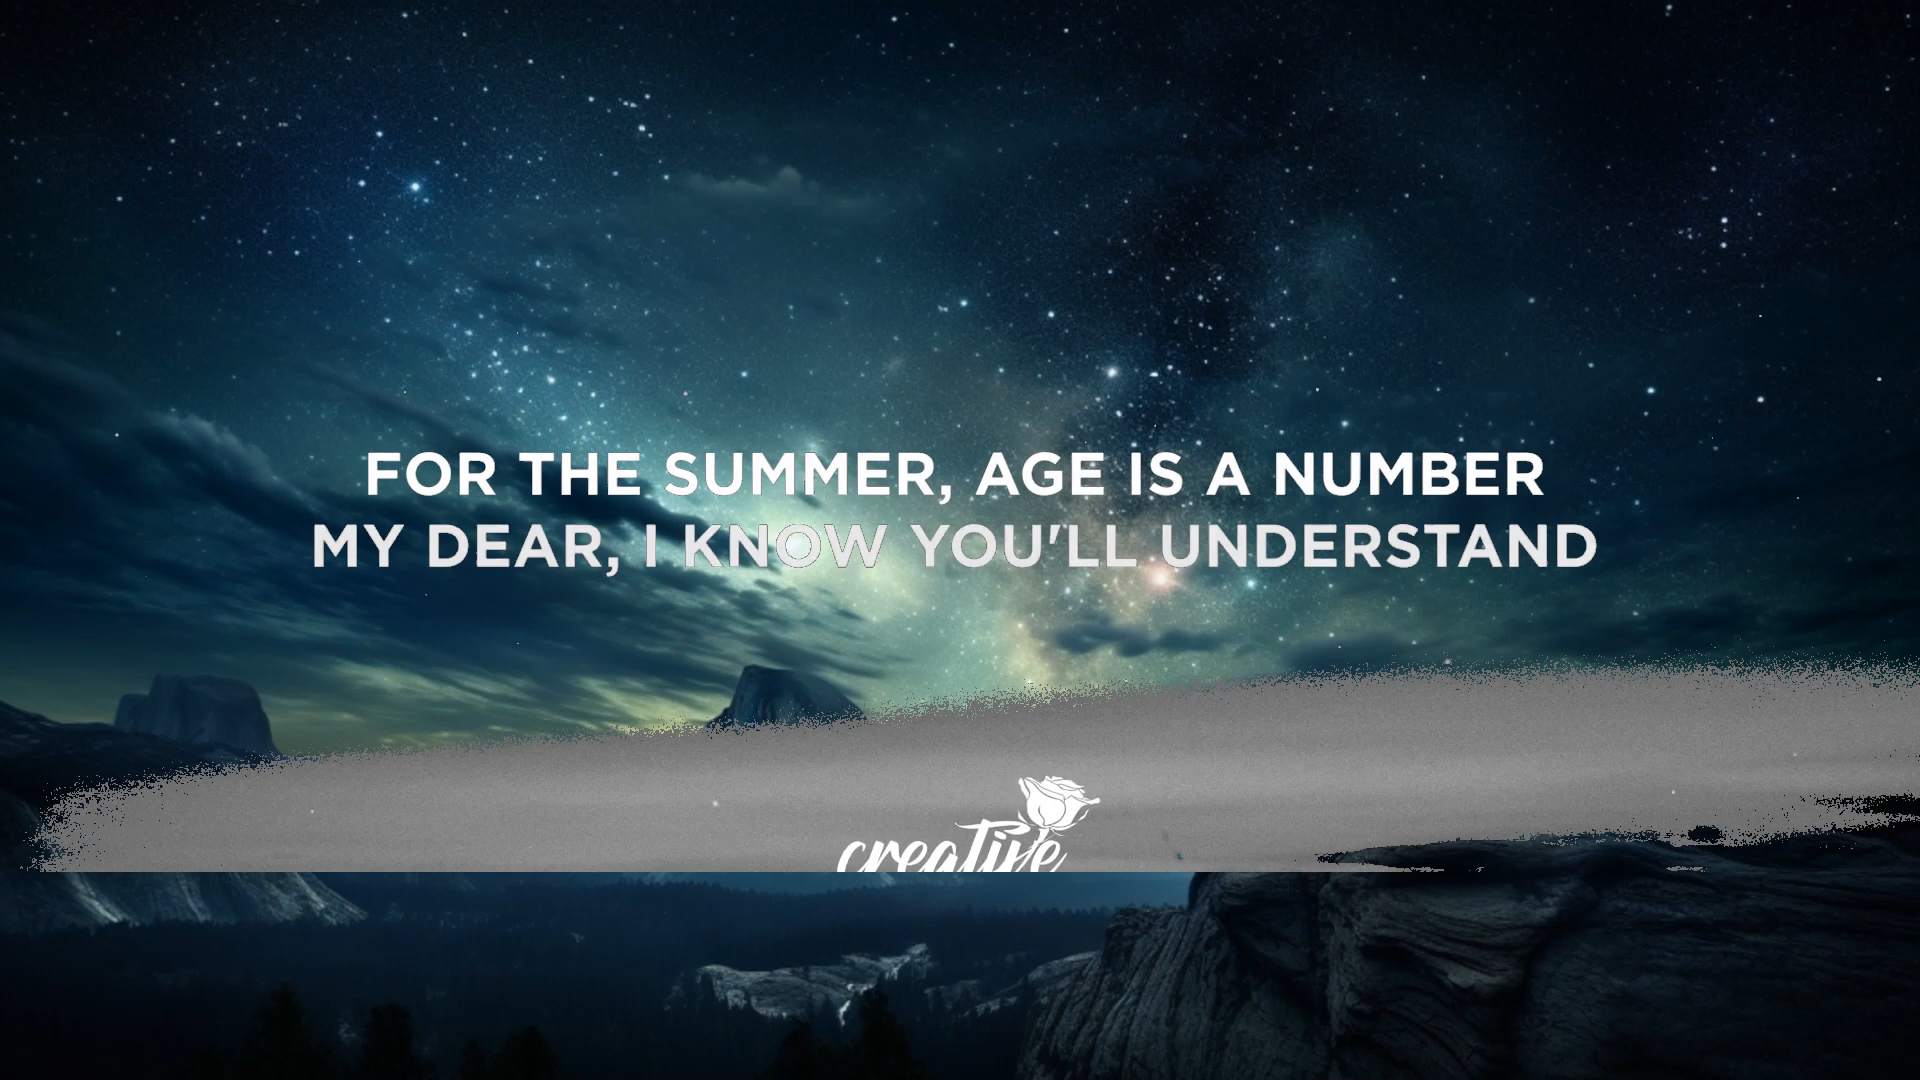 FOR THE SUMMER, AGE IS A NUMBER
MY DEAR, I KNOW YOU'LL UNDERSTAND
creative